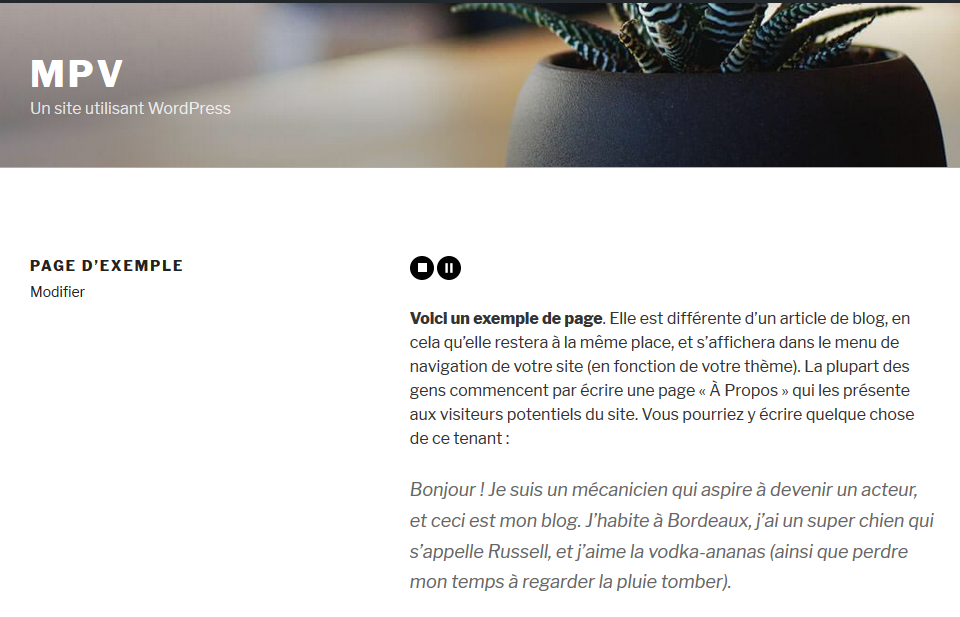 MPV
Un site utilisant WordPress
PAGE D’EXEMPLE
Modifier
Voici un exemple de page. Elle est différente d’un article de blog, en
cela qu’elle restera à la même place, et s’affichera dans le menu de
navigation de votre site (en fonction de votre thème). La plupart des
gens commencent par écrire une page « À Propos » qui les présente
aux visiteurs potentiels du site. Vous pourriez y écrire quelque chose
de ce tenant :
Bonjour ! Je suis un mécanicien qui aspire à devenir un acteur,
et ceci est mon blog. J’habite à Bordeaux, j’ai un super chien qui
s’appelle Russell, et j’aime la vodka-ananas (ainsi que perdre
mon temps à regarder la pluie tomber).